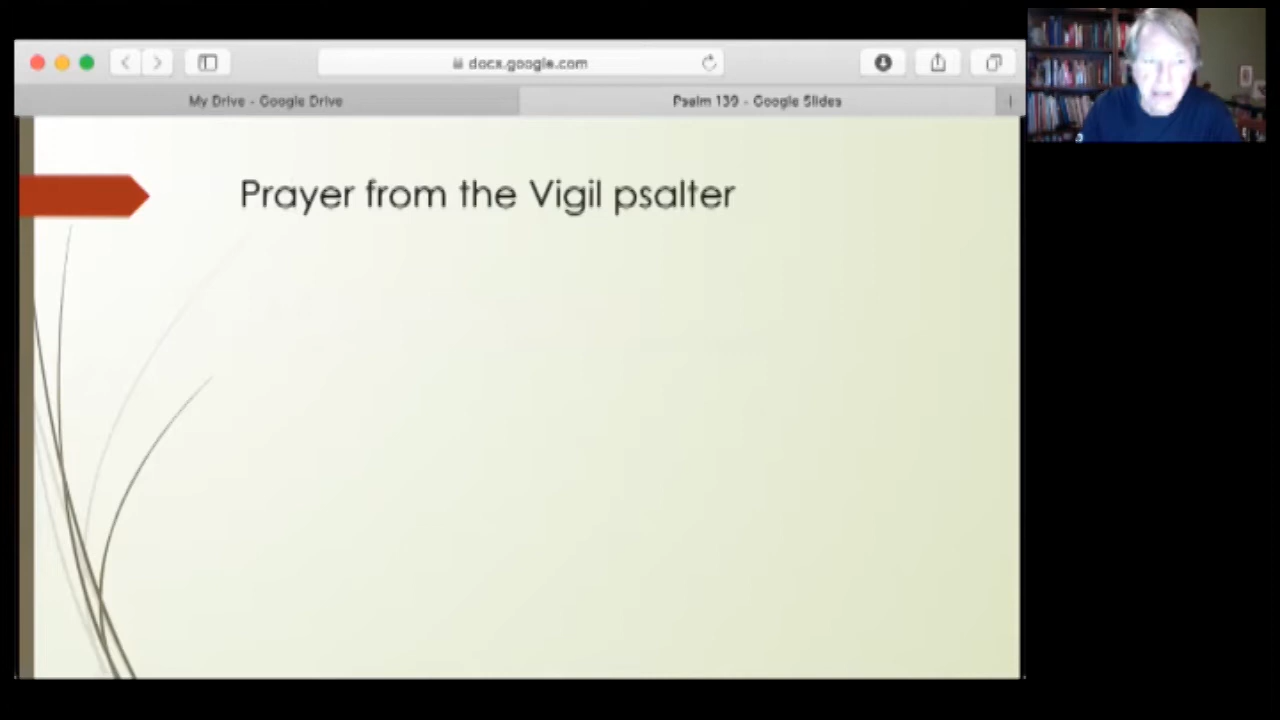 docs.google.com
My Drive - Google Drive
Psalm 139 - Google Slides
Prayer from the Vigil psalter